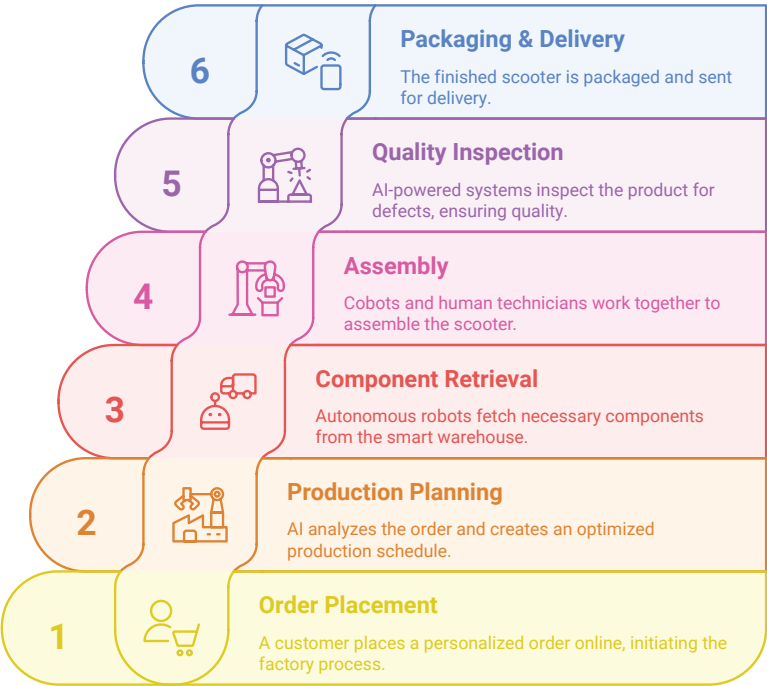 6
Packaging & Delivery
The finished scooter is packaged and sent
for delivery.
5
Quality Inspection
AI-powered systems inspect the product for
defects, ensuring quality.
4
Assembly
Cobots and human technicians work together to
assemble the scooter.
3
Component Retrieval
Autonomous robots fetch necessary components
from the smart warehouse.
2
Production Planning
AI analyzes the order and creates an optimized
production schedule.
1
Order Placement
A customer places a personalized order online, initiating the
factory process.